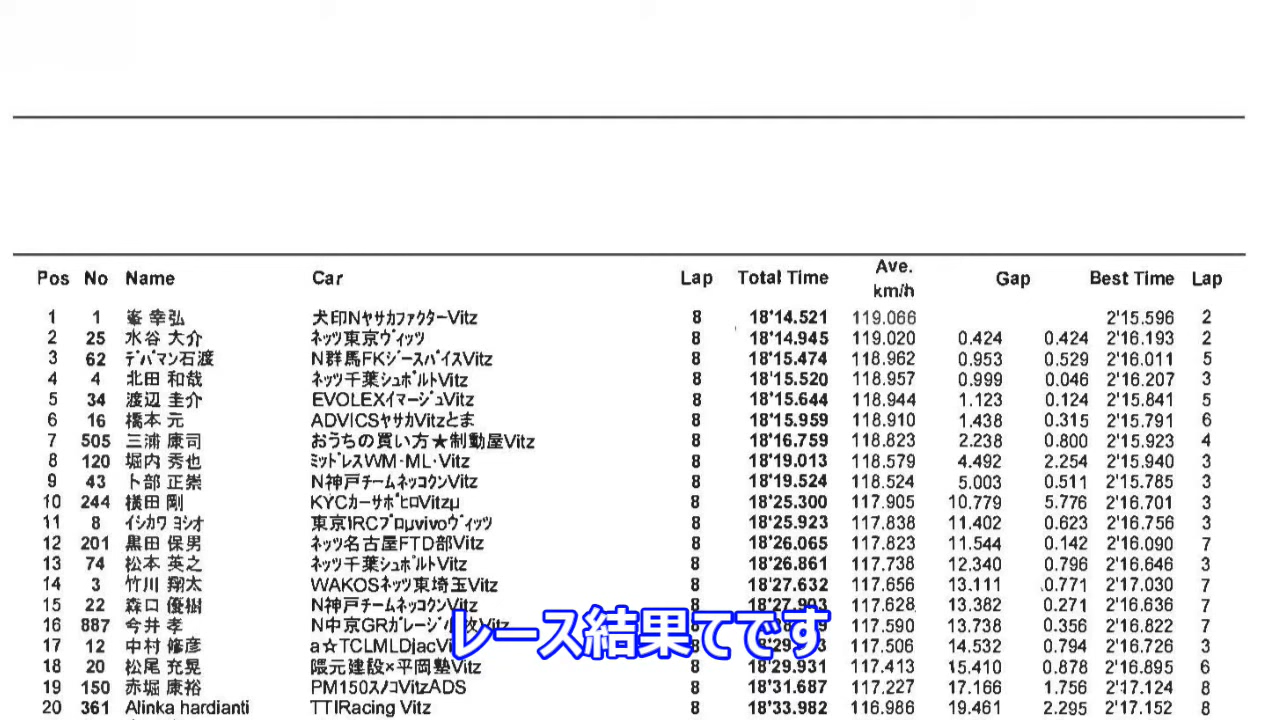 Pos No Name Car Lap Total Time Ave. km/h Gap Best Time Lap
1 1 峯 幸弘 犬印NヤサカファクターVitz 8 18'14.521 119.066 2'15.596 2
2 25 水谷 大介 ネッツ東京ヴィッツ 8 18'14.945 119.020 0.424 0.424 2'16.193 2
3 62 デバマン石渡 N群馬FKジースパイスVitz 8 18'15.474 118.962 0.953 0.529 2'16.011 5
4 4 北田 和哉 ネッツ千葉シュポルトVitz 8 18'15.520 118.957 0.999 0.046 2'16.207 3
5 34 渡辺 圭介 EVOLEXイマージュVitz 8 18'15.644 118.944 1.123 0.124 2'15.841 5
6 16 橋本 元 ADVICSヤサカVitzとま 8 18'15.959 118.910 1.438 0.315 2'15.791 6
7 505 三浦 康司 おうちの買い方★制動屋Vitz 8 18'16.759 118.823 2.238 0.800 2'15.923 4
8 120 堀内 秀也 ミッドレスWM-ML･Vitz 8 18'19.013 118.579 4.492 2.254 2'15.940 3
9 43 卜部 正崇 N神戸チームネッコケンVitz 8 18'19.524 118.524 5.003 0.511 2'15.785 3
10 244 横田 剛 KYCカーサポヒロVitzμ 8 18'25.300 117.905 10.779 5.776 2'16.701 3
11 8 イシカワ ヨシオ 東京IRCプロμvivoヴィッツ 8 18'25.923 117.838 11.402 0.623 2'16.756 3
12 201 黒田 保男 ネッツ名古屋FTD部Vitz 8 18'26.065 117.823 11.544 0.142 2'16.090 7
13 74 松本 英之 ネッツ千葉シュポルトVitz 8 18'26.861 117.738 12.340 0.796 2'16.646 3
14 3 竹川 翔太 WAKOSネッツ東埼玉Vitz 8 18'27.632 117.656 13.111 0.771 2'17.030 7
15 22 森口 優樹 N神戸チームネッコケンVitz 8 18'27.903 117.628 13.382 0.271 2'16.636 7
16 887 今井 孝 N中京GRガレージ Vitz 8 117.590 13.738 0.356 2'16.822 7
17 12 中村 修彦 a☆TCLMLDjac 8 117.506 14.532 0.794 2'16.726 3
レース結果てです
18 20 松尾 充晃 隈元建設×平岡塾Vitz 8 18'29.931 117.413 15.410 0.878 2'16.895 6
19 150 赤堀 康裕 PM150スノコVitzADS 8 18'31.687 117.227 17.166 1.756 2'17.124 8
20 361 Alinka hardianti TTIRacing Vitz 8 18'33.982 116.986 19.461 2.295 2'17.152 8